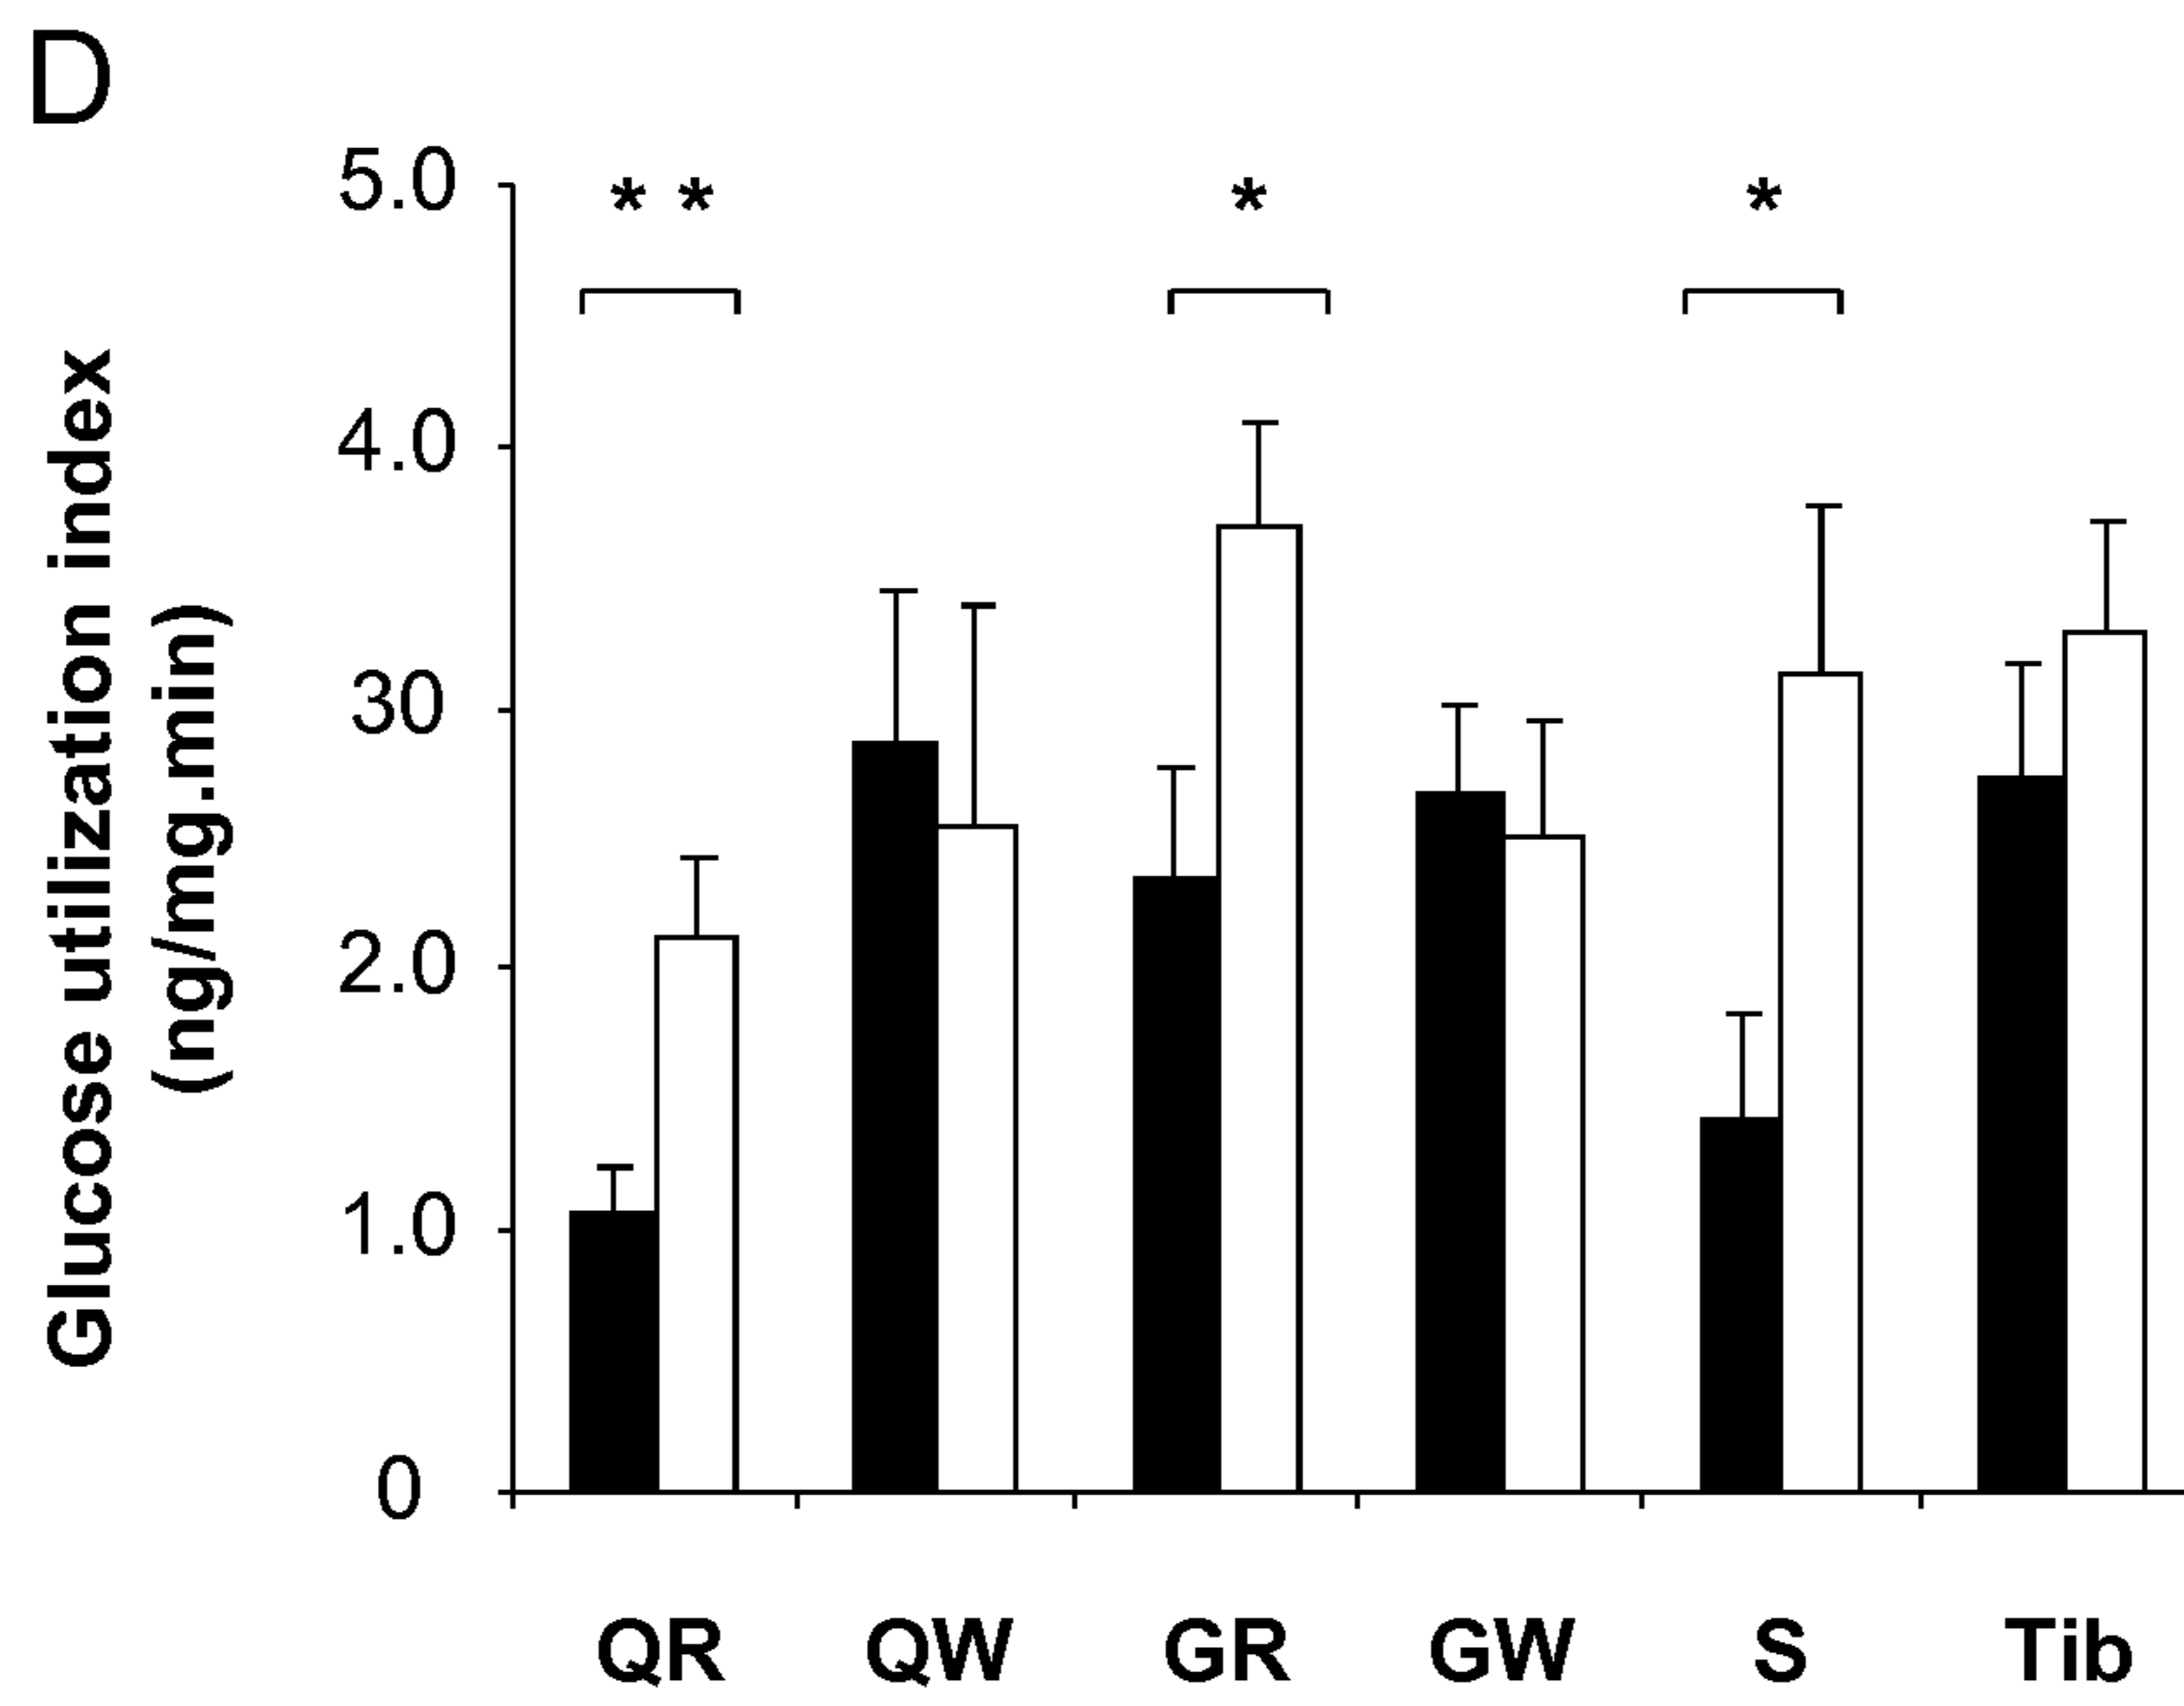 D
Glucose utilization index
(ng/mg.min)
5.0
4.0
30
2.0
1.0
0
* *
*
*
QR QW GR GW S Tib